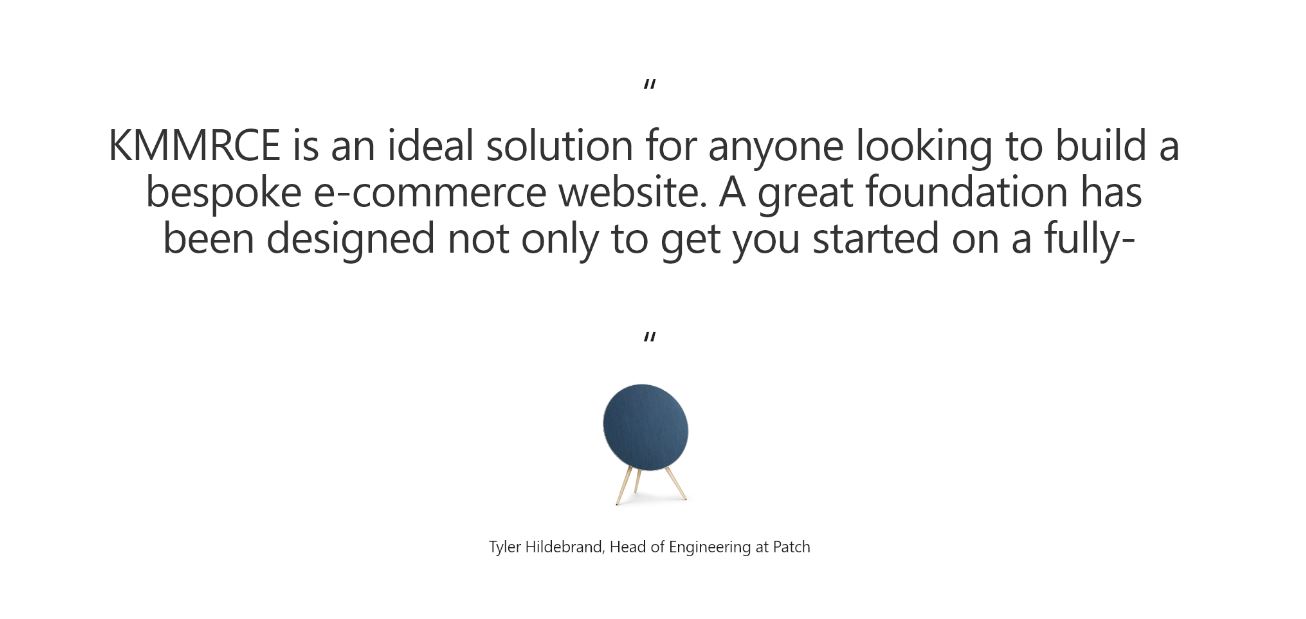 “
KMMRCE is an ideal solution for anyone looking to build a
bespoke e-commerce website. A great foundation has
been designed not only to get you started on a fully-
“
Tyler Hildebrand, Head of Engineering at Patch